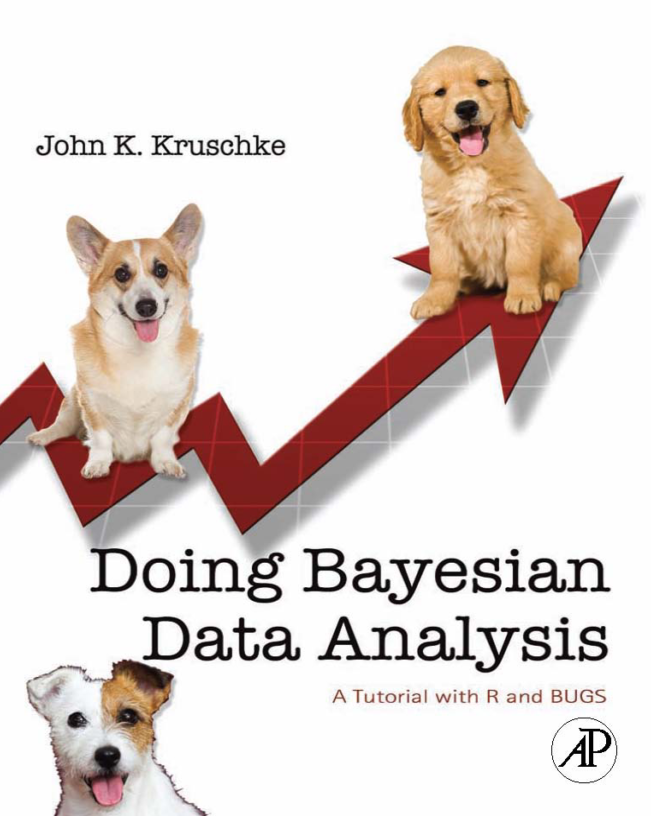 John K. Kruschke
Doing Bayesian
Data Analysis
A Tutorial with R and BUGS
AP